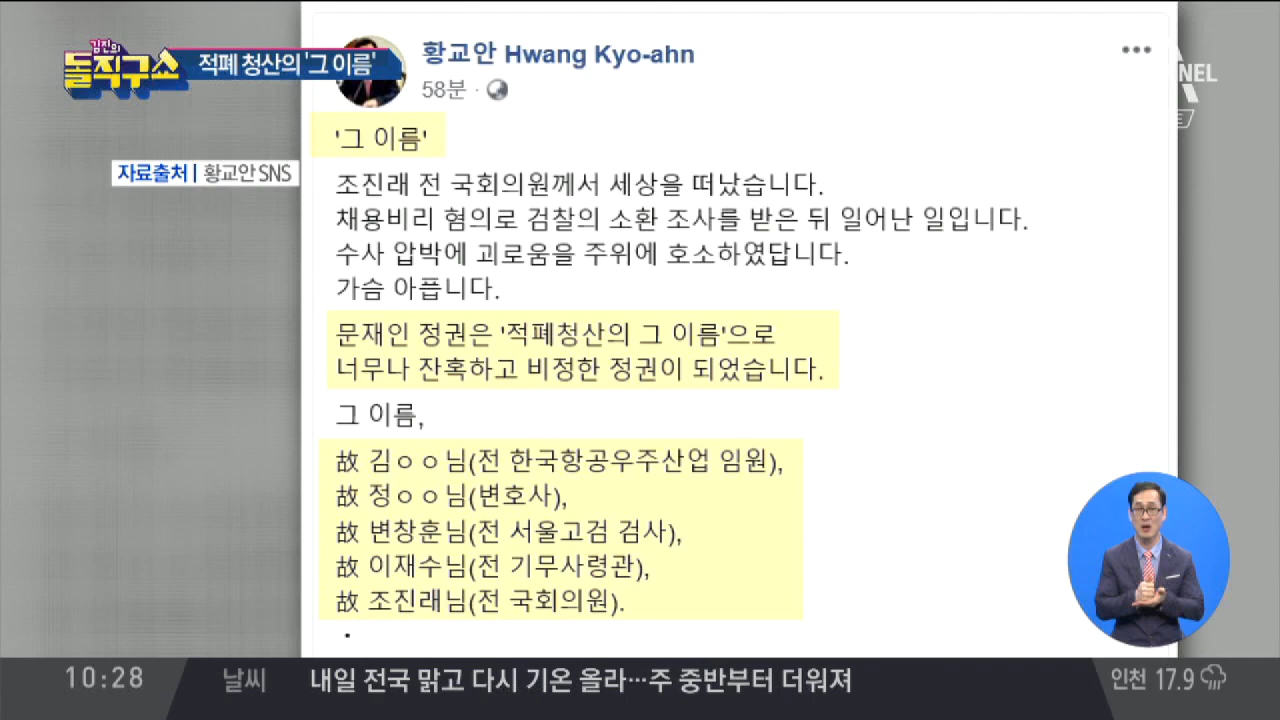 김진의
돌직구쇼
적폐 청산의 '그 이름'
황교안 Hwang Kyo-ahn
58분 ·
NEL
자료출처 | 황교안 SNS
'그 이름'
조진래 전 국회의원께서 세상을 떠났습니다.
채용비리 혐의로 검찰의 소환 조사를 받은 뒤 일어난 일입니다.
수사 압박에 괴로움을 주위에 호소하였답니다.
가슴 아픕니다.
문재인 정권은 '적폐청산의 그 이름'으로
너무나 잔혹하고 비정한 정권이 되었습니다.
그 이름,
故 김ㅇㅇ님(전 한국항공우주산업 임원),
故 정ㅇㅇ님(변호사),
故 변창훈님(전 서울고검 검사),
故 이재수님(전 기무사령관),
故 조진래님(전 국회의원).
10:28
날씨
내일 전국 맑고 다시 기온 올라…주 중반부터 더워져
인천 17.9